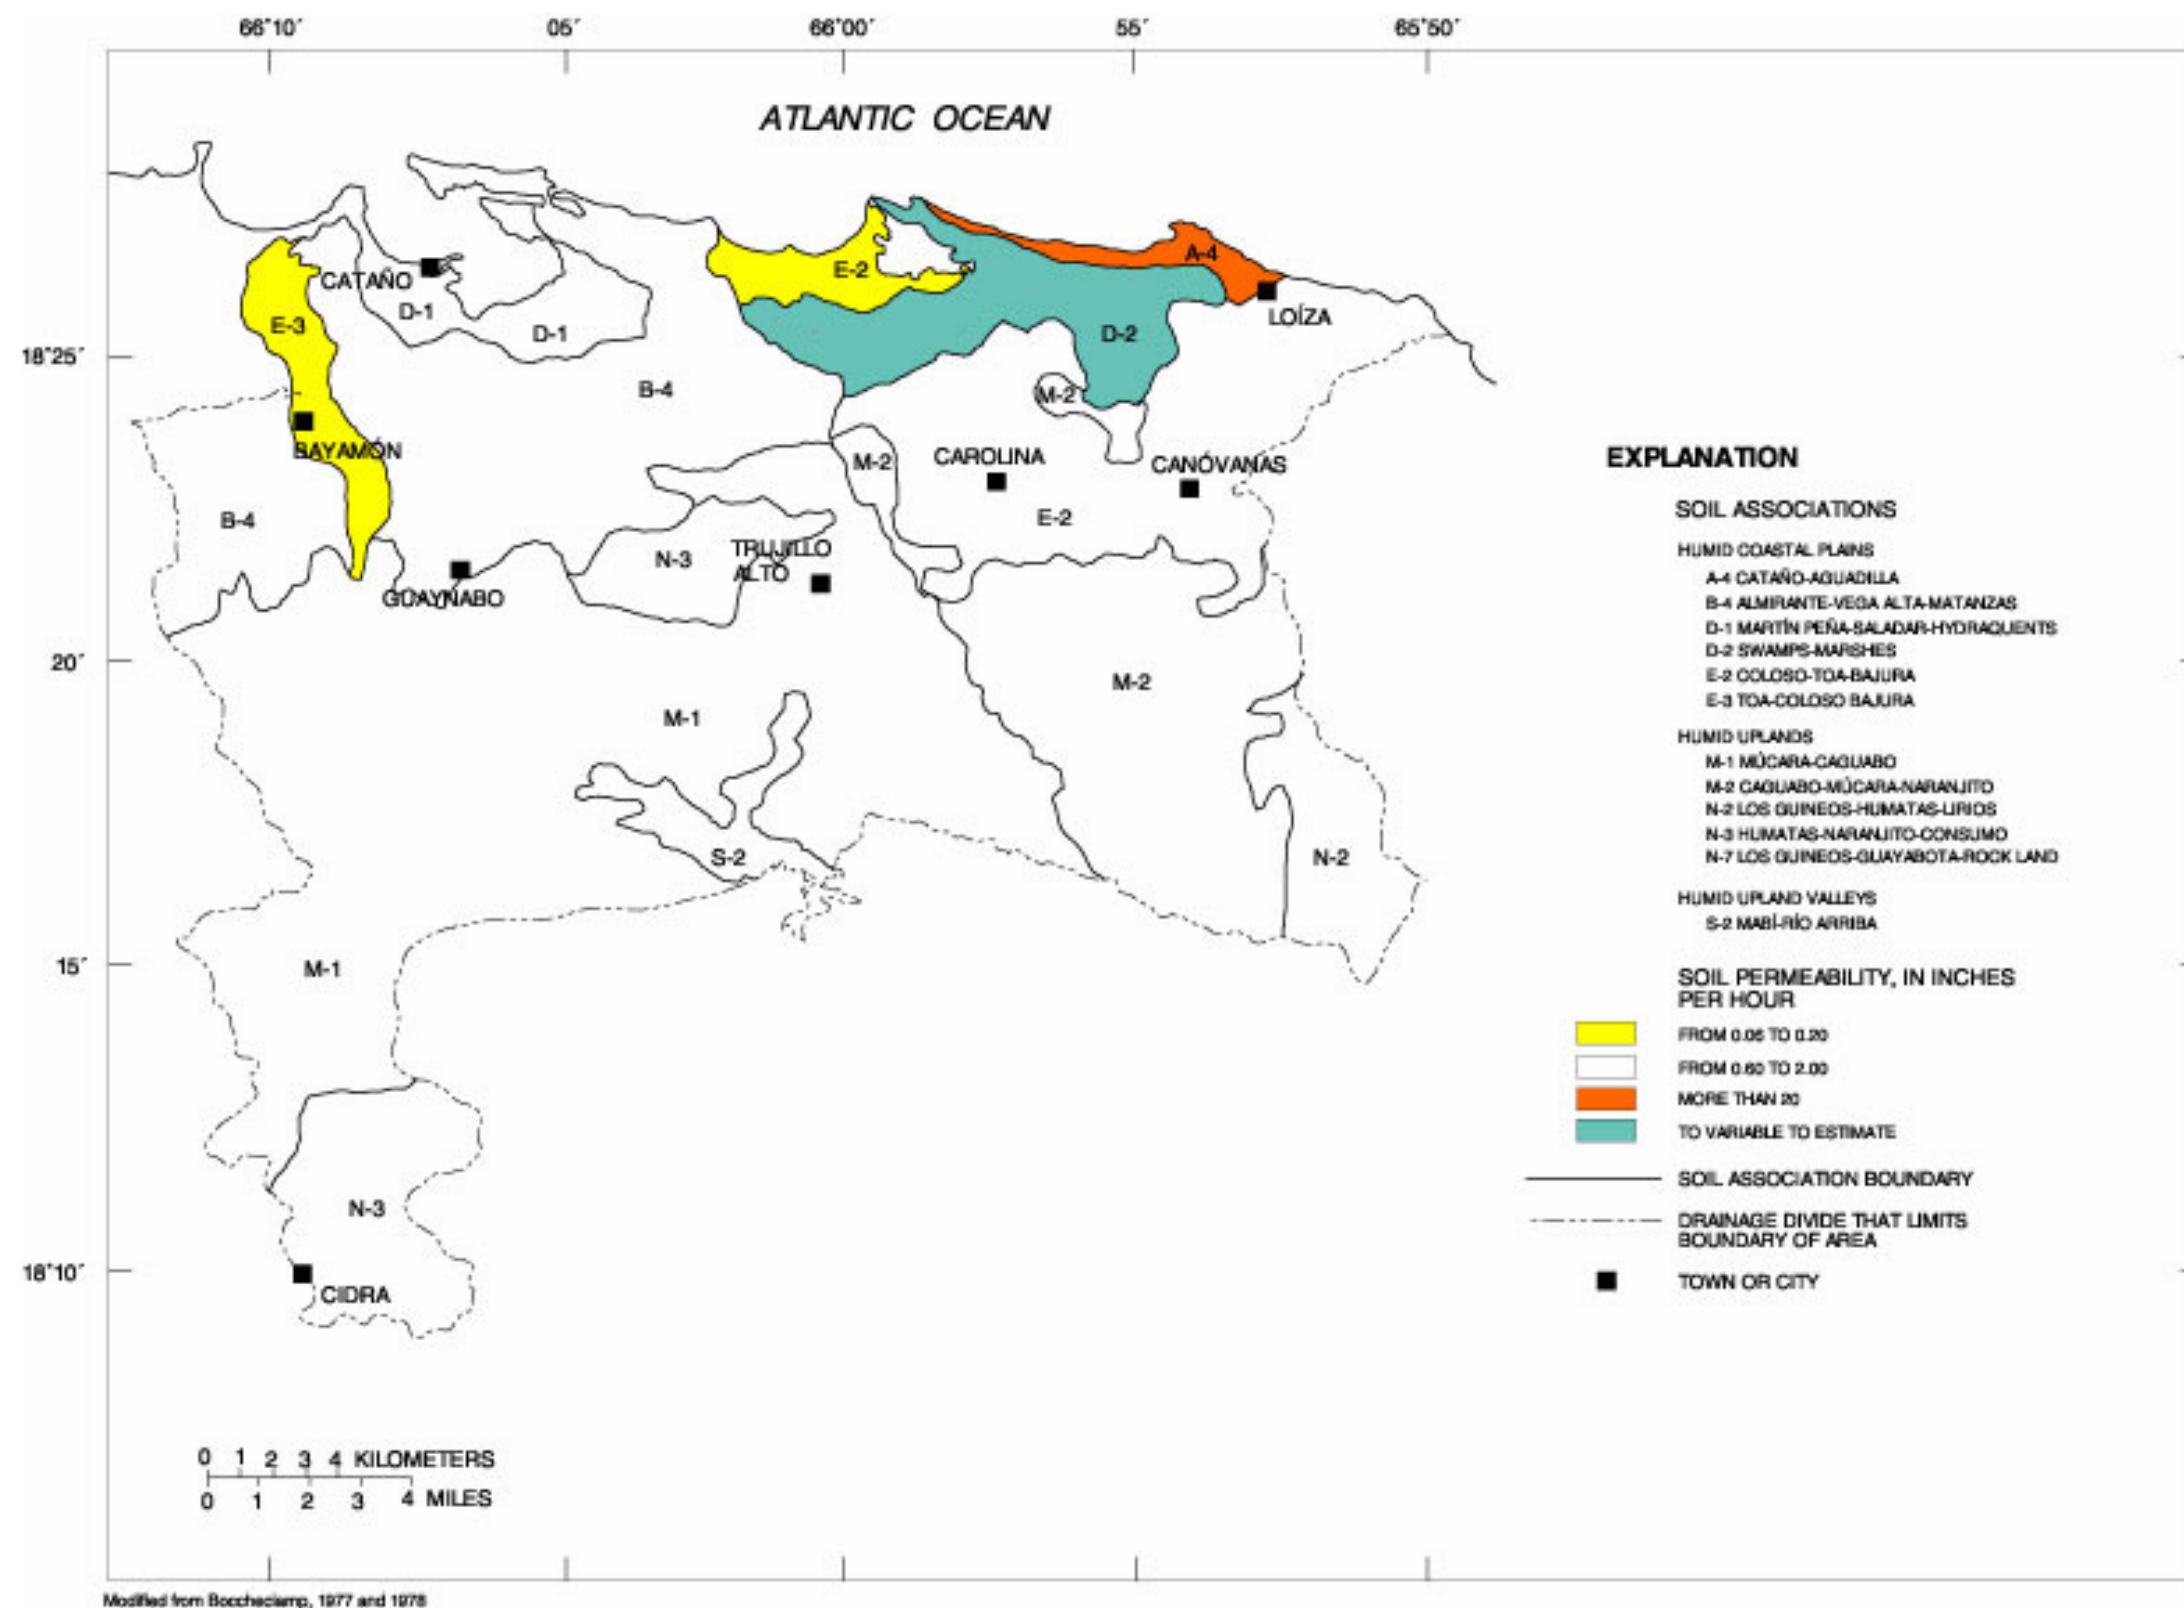 66°10´ 05´ 66°00´ 55´ 65°50´
ATLANTIC OCEAN
E-2
A-4
CATAÑO
D-1
LOÍZA
E-3
D-1
D-2
18°25´
B-4
M-2
BAYAMÓN
M-2
CAROLINA
CANÓVANAS
B-4
E-2
N-3
TRUJILLO
ALTO
GUAYNABO
20´
M-2
M-1
S-2
N-2
15´
M-1
N-3
18°10´
CIDRA
EXPLANATION
SOIL ASSOCIATIONS
HUMID COASTAL PLAINS
A-4 CATAÑO-AGUADILLA
B-4 ALMIRANTE-VEGA ALTA-MATANZAS
D-1 MARTÍN PEÑA-SALADAR-HYDRAQUENTS
D-2 SWAMPS-MARSHES
E-2 COLOSO-TOA-BAJURA
E-3 TOA-COLOSO BAJURA
HUMID UPLANDS
M-1 MÚCARA-CAGUABO
M-2 CAGUABO-MÚCARA-NARANJITO
N-2 LOS GUINEOS-HUMATAS-LIRIOS
N-3 HUMATAS-NARANJITO-CONSUMO
N-7 LOS GUINEOS-GUAYABOTA-ROCK LAND
HUMID UPLAND VALLEYS
S-2 MABÍ-RÍO ARRIBA
SOIL PERMEABILITY, IN INCHES
PER HOUR
FROM 0.06 TO 0.20
FROM 0.60 TO 2.00
MORE THAN 20
TO VARIABLE TO ESTIMATE
SOIL ASSOCIATION BOUNDARY
DRAINAGE DIVIDE THAT LIMITS
BOUNDARY OF AREA
TOWN OR CITY
0 1 2 3 4 KILOMETERS
0 1 2 3 4 MILES
Modified from Boccheciamp, 1977 and 1978